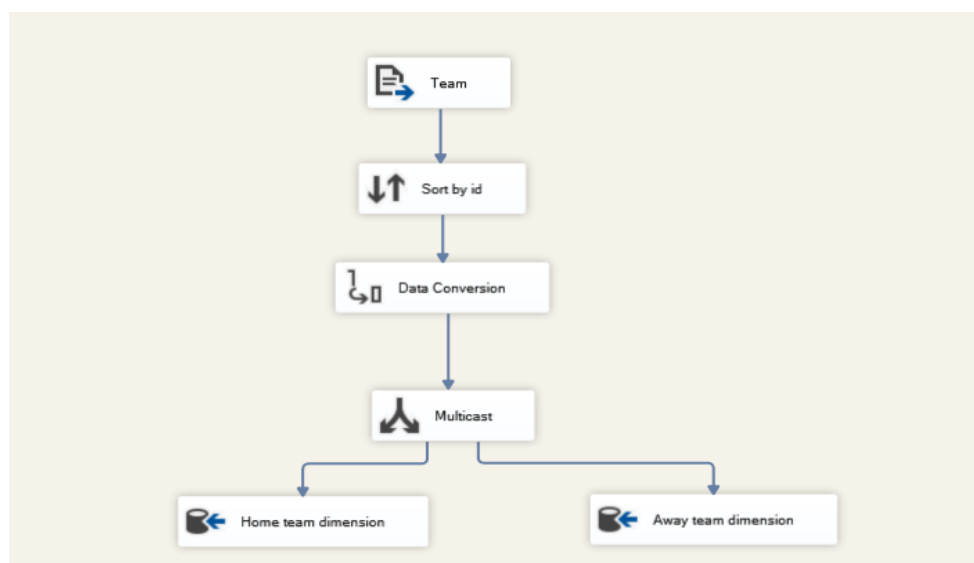 Team
Sort by id
Data Conversion
Multicast
Home team dimension
Away team dimension